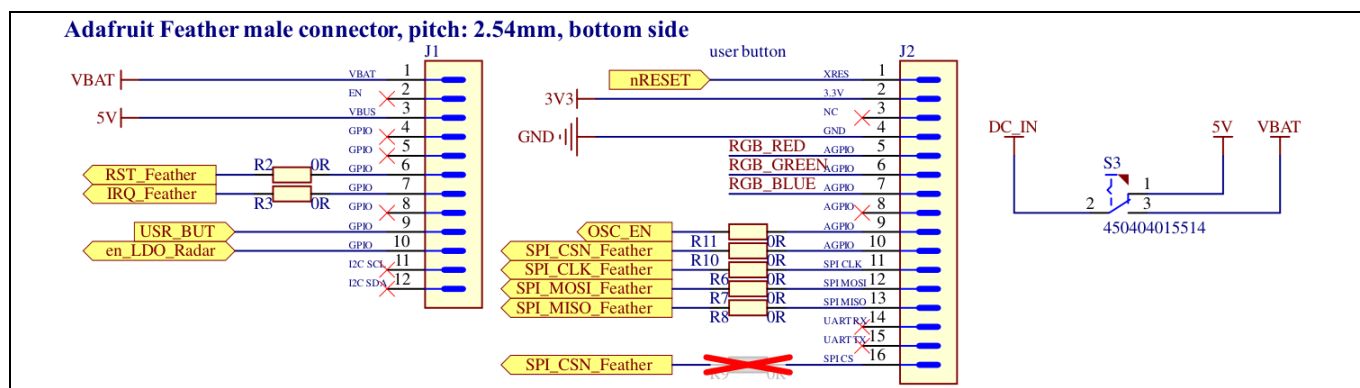 Adafruit Feather male connector, pitch: 2.54mm, bottom side
J1
VBAT
VBAT 1
EN 2
5V
VBUS 3
GPIO 4
GPIO 5
RST_Feather
R2 0R
GPIO 6
IRQ_Feather
R3 0R
GPIO 7
GPIO 8
USR_BUT
GPIO 9
en_LDO_Radar
GPIO 10
I2C SCL 11
I2C SDA 12
user button
J2
nRESET
XRES 1
3V3
3.3V 2
NC 3
GND
GND 4
RGB_RED
AGPIO 5
RGB_GREEN
AGPIO 6
RGB_BLUE
AGPIO 7
AGPIO 8
OSC_EN
AGPIO 9
R11 0R
SPI_CSN_Feather
AGPIO 10
R10 0R
SPI_CLK_Feather
SPI CLK 11
R6 0R
SPI_MOSI_Feather
SPI MOSI 12
R7 0R
SPI_MISO_Feather
SPI MISO 13
R8 0R
UART RX 14
UART TX 15
SPI_CSN_Feather
SPI CS 16
R9 0R
DC_IN
5V
VBAT
S3
1
2
3
450404015514